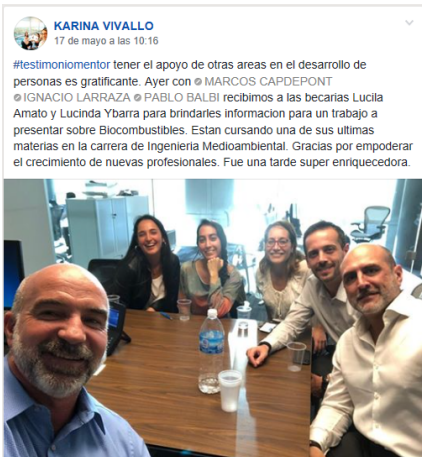 KARINA VIVALLO
17 de mayo a las 10:16
#testimoniomentor tener el apoyo de otras areas en el desarrollo de
personas es gratificante. Ayer con MARCOS CAPDEPONT
IGNACIO LARRAZA PABLO BALBI recibimos a las becarias Lucila
Amato y Lucinda Ybarra para brindarles informacion para un trabajo a
presentar sobre Biocombustibles. Estan cursando una de sus ultimas
materias en la carrera de Ingenieria Medioambiental. Gracias por empoderar
el crecimiento de nuevas profesionales. Fue una tarde super enriquecedora.